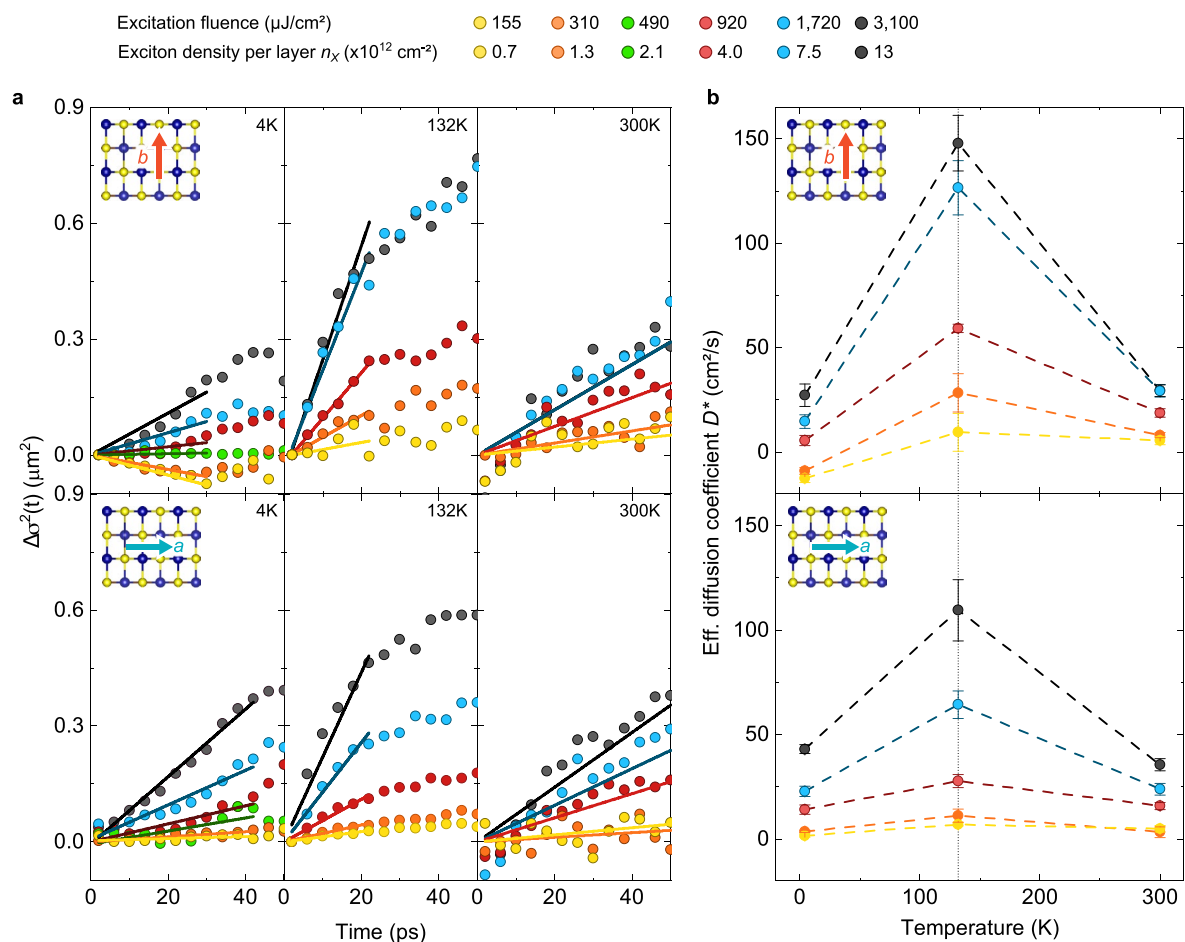 Excitation fluence (µJ/cm²) 155 310 490 920 1,720 3,100
Exciton density per layer nX (x10¹² cm⁻²) 0.7 1.3 2.1 4.0 7.5 13
a
b
0.9
0.6
0.3
0.0
4K
132K
300K
b
Δσ²(t) (µm²)
0.9
0.6
0.3
0.0
4K
132K
300K
a
0 20 40 0 20 40 0 20 40
Time (ps)
150
100
50
0
b
Eff. diffusion coefficient D* (cm²/s)
150
100
50
0
a
0 100 200 300
Temperature (K)